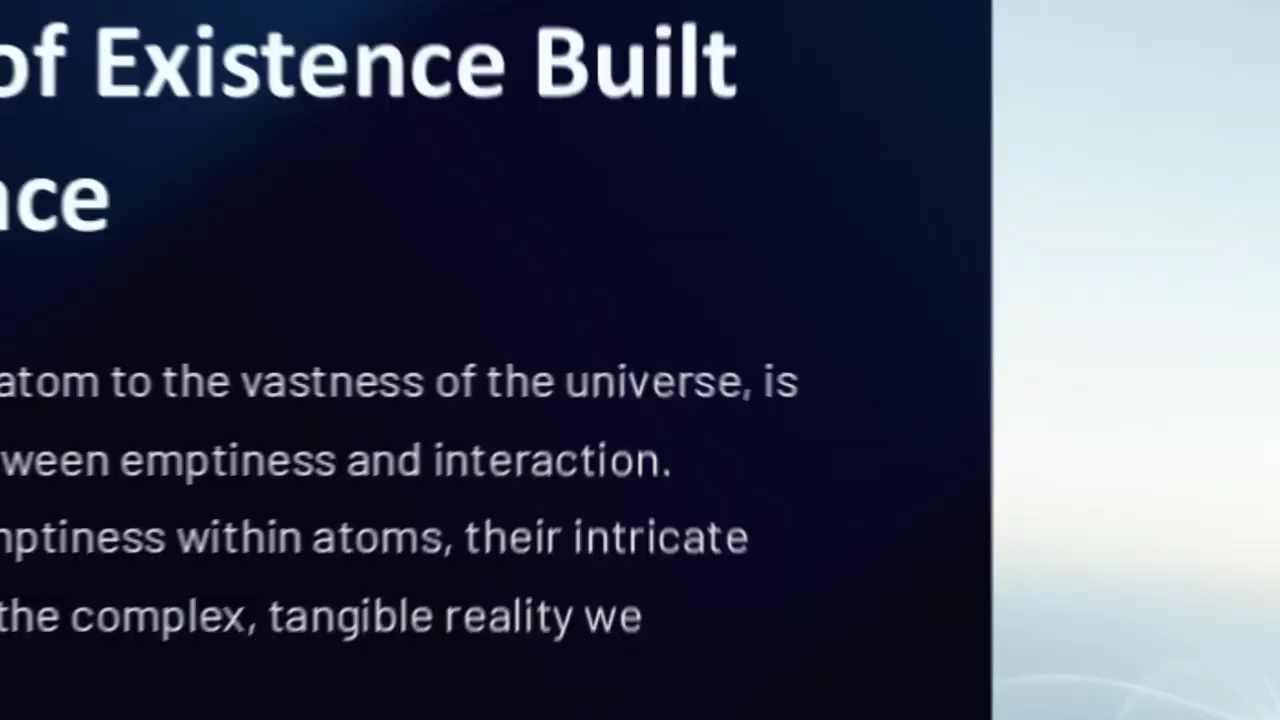 of Existence Built
nce
atom to the vastness of the universe, is
ween emptiness and interaction.
mptiness within atoms, their intricate
the complex, tangible reality we